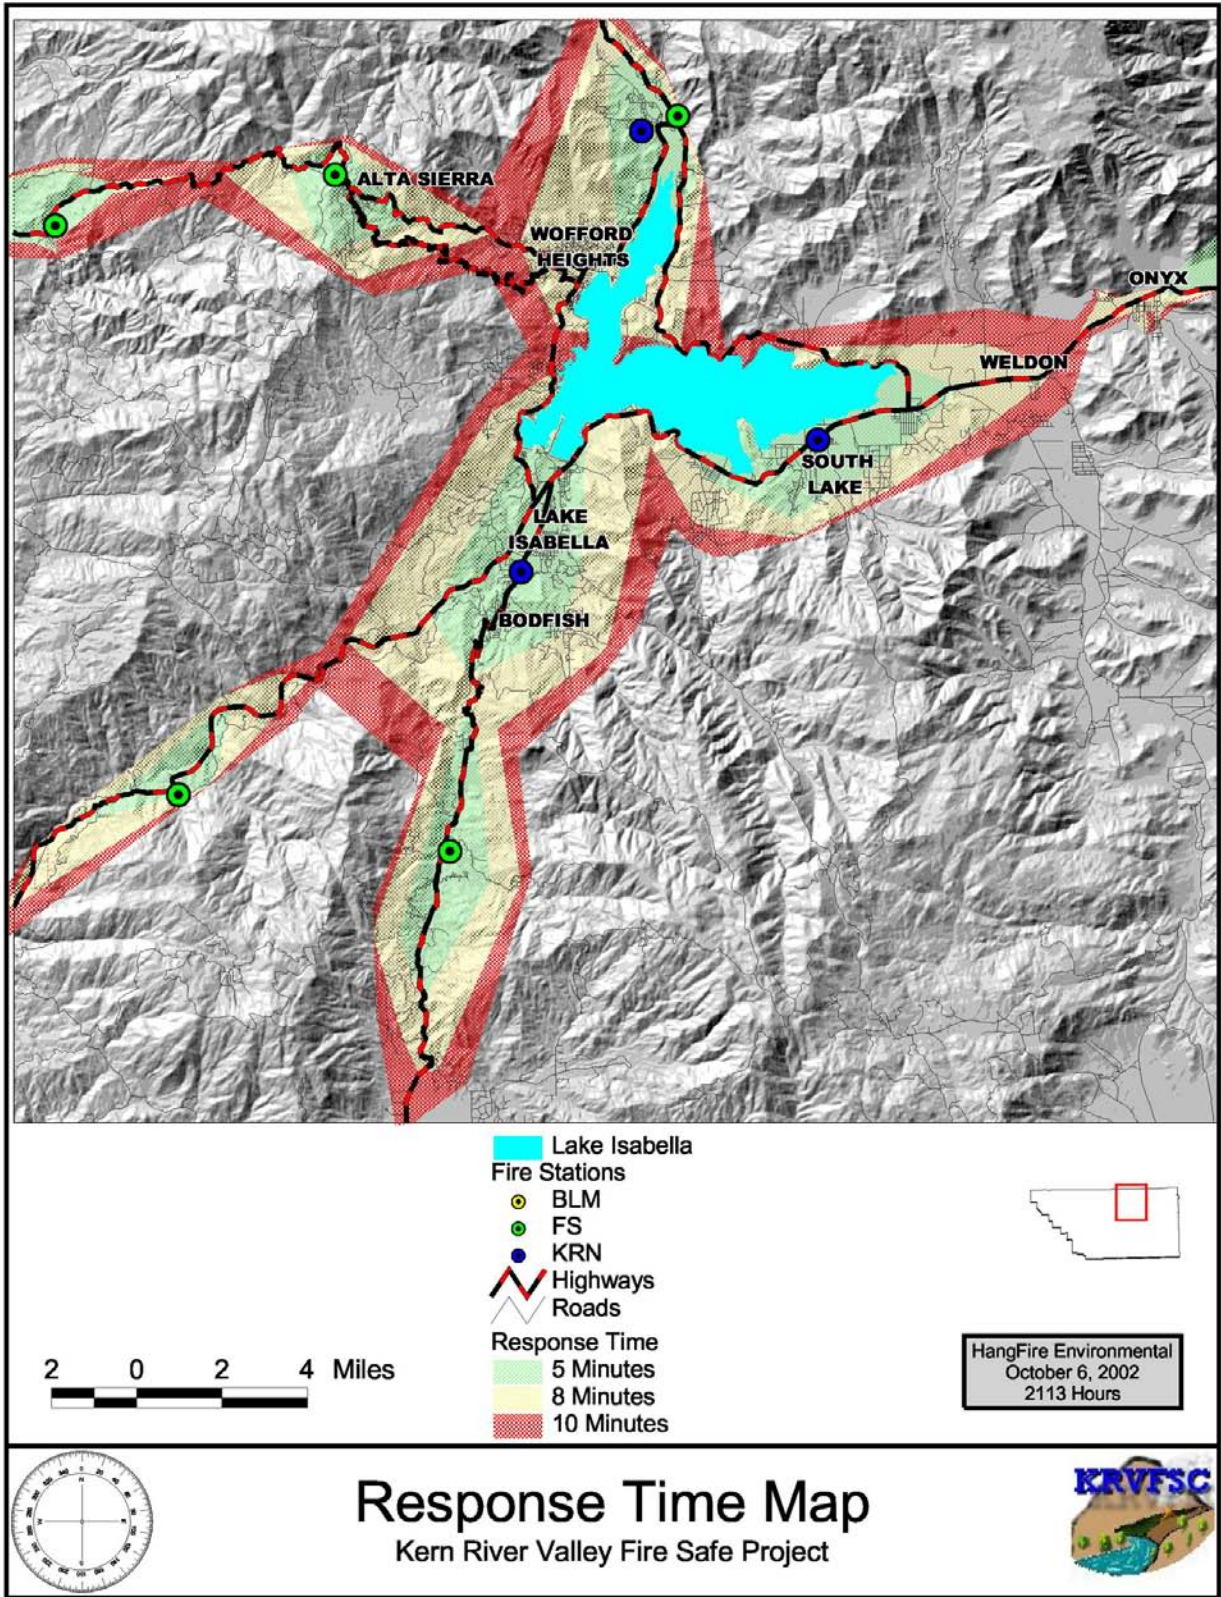 ALTA SIERRA
WOFFORD
HEIGHTS
ONYX
WELDON
SOUTH
LAKE
LAKE
ISABELLA
BODFISH
Lake Isabella
Fire Stations
BLM
FS
KRN
Highways
Roads
Response Time
5 Minutes
8 Minutes
10 Minutes
2 0 2 4 Miles
HangFire Environmental
October 6, 2002
2113 Hours
Response Time Map
Kern River Valley Fire Safe Project
KRVFSC